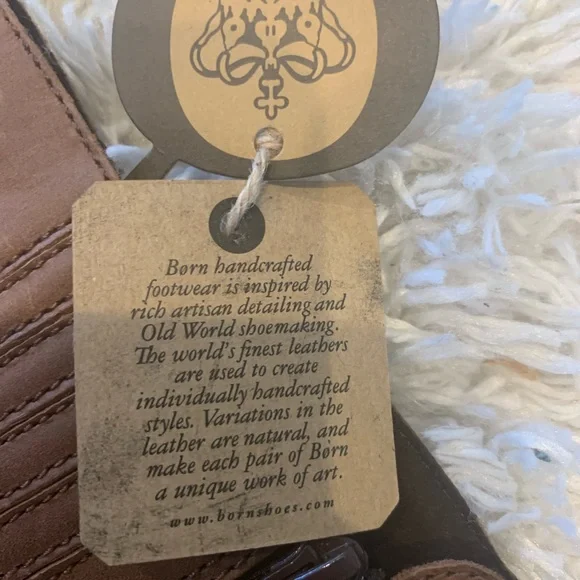 Børn handcrafted
footwear is inspired by
rich artisan detailing and
Old World shoemaking.
The world's finest leathers
are used to create
individually handcrafted
styles. Variations in the
leather are natural, and
make each pair of Børn
a unique work of art.
www.bornshoes.com